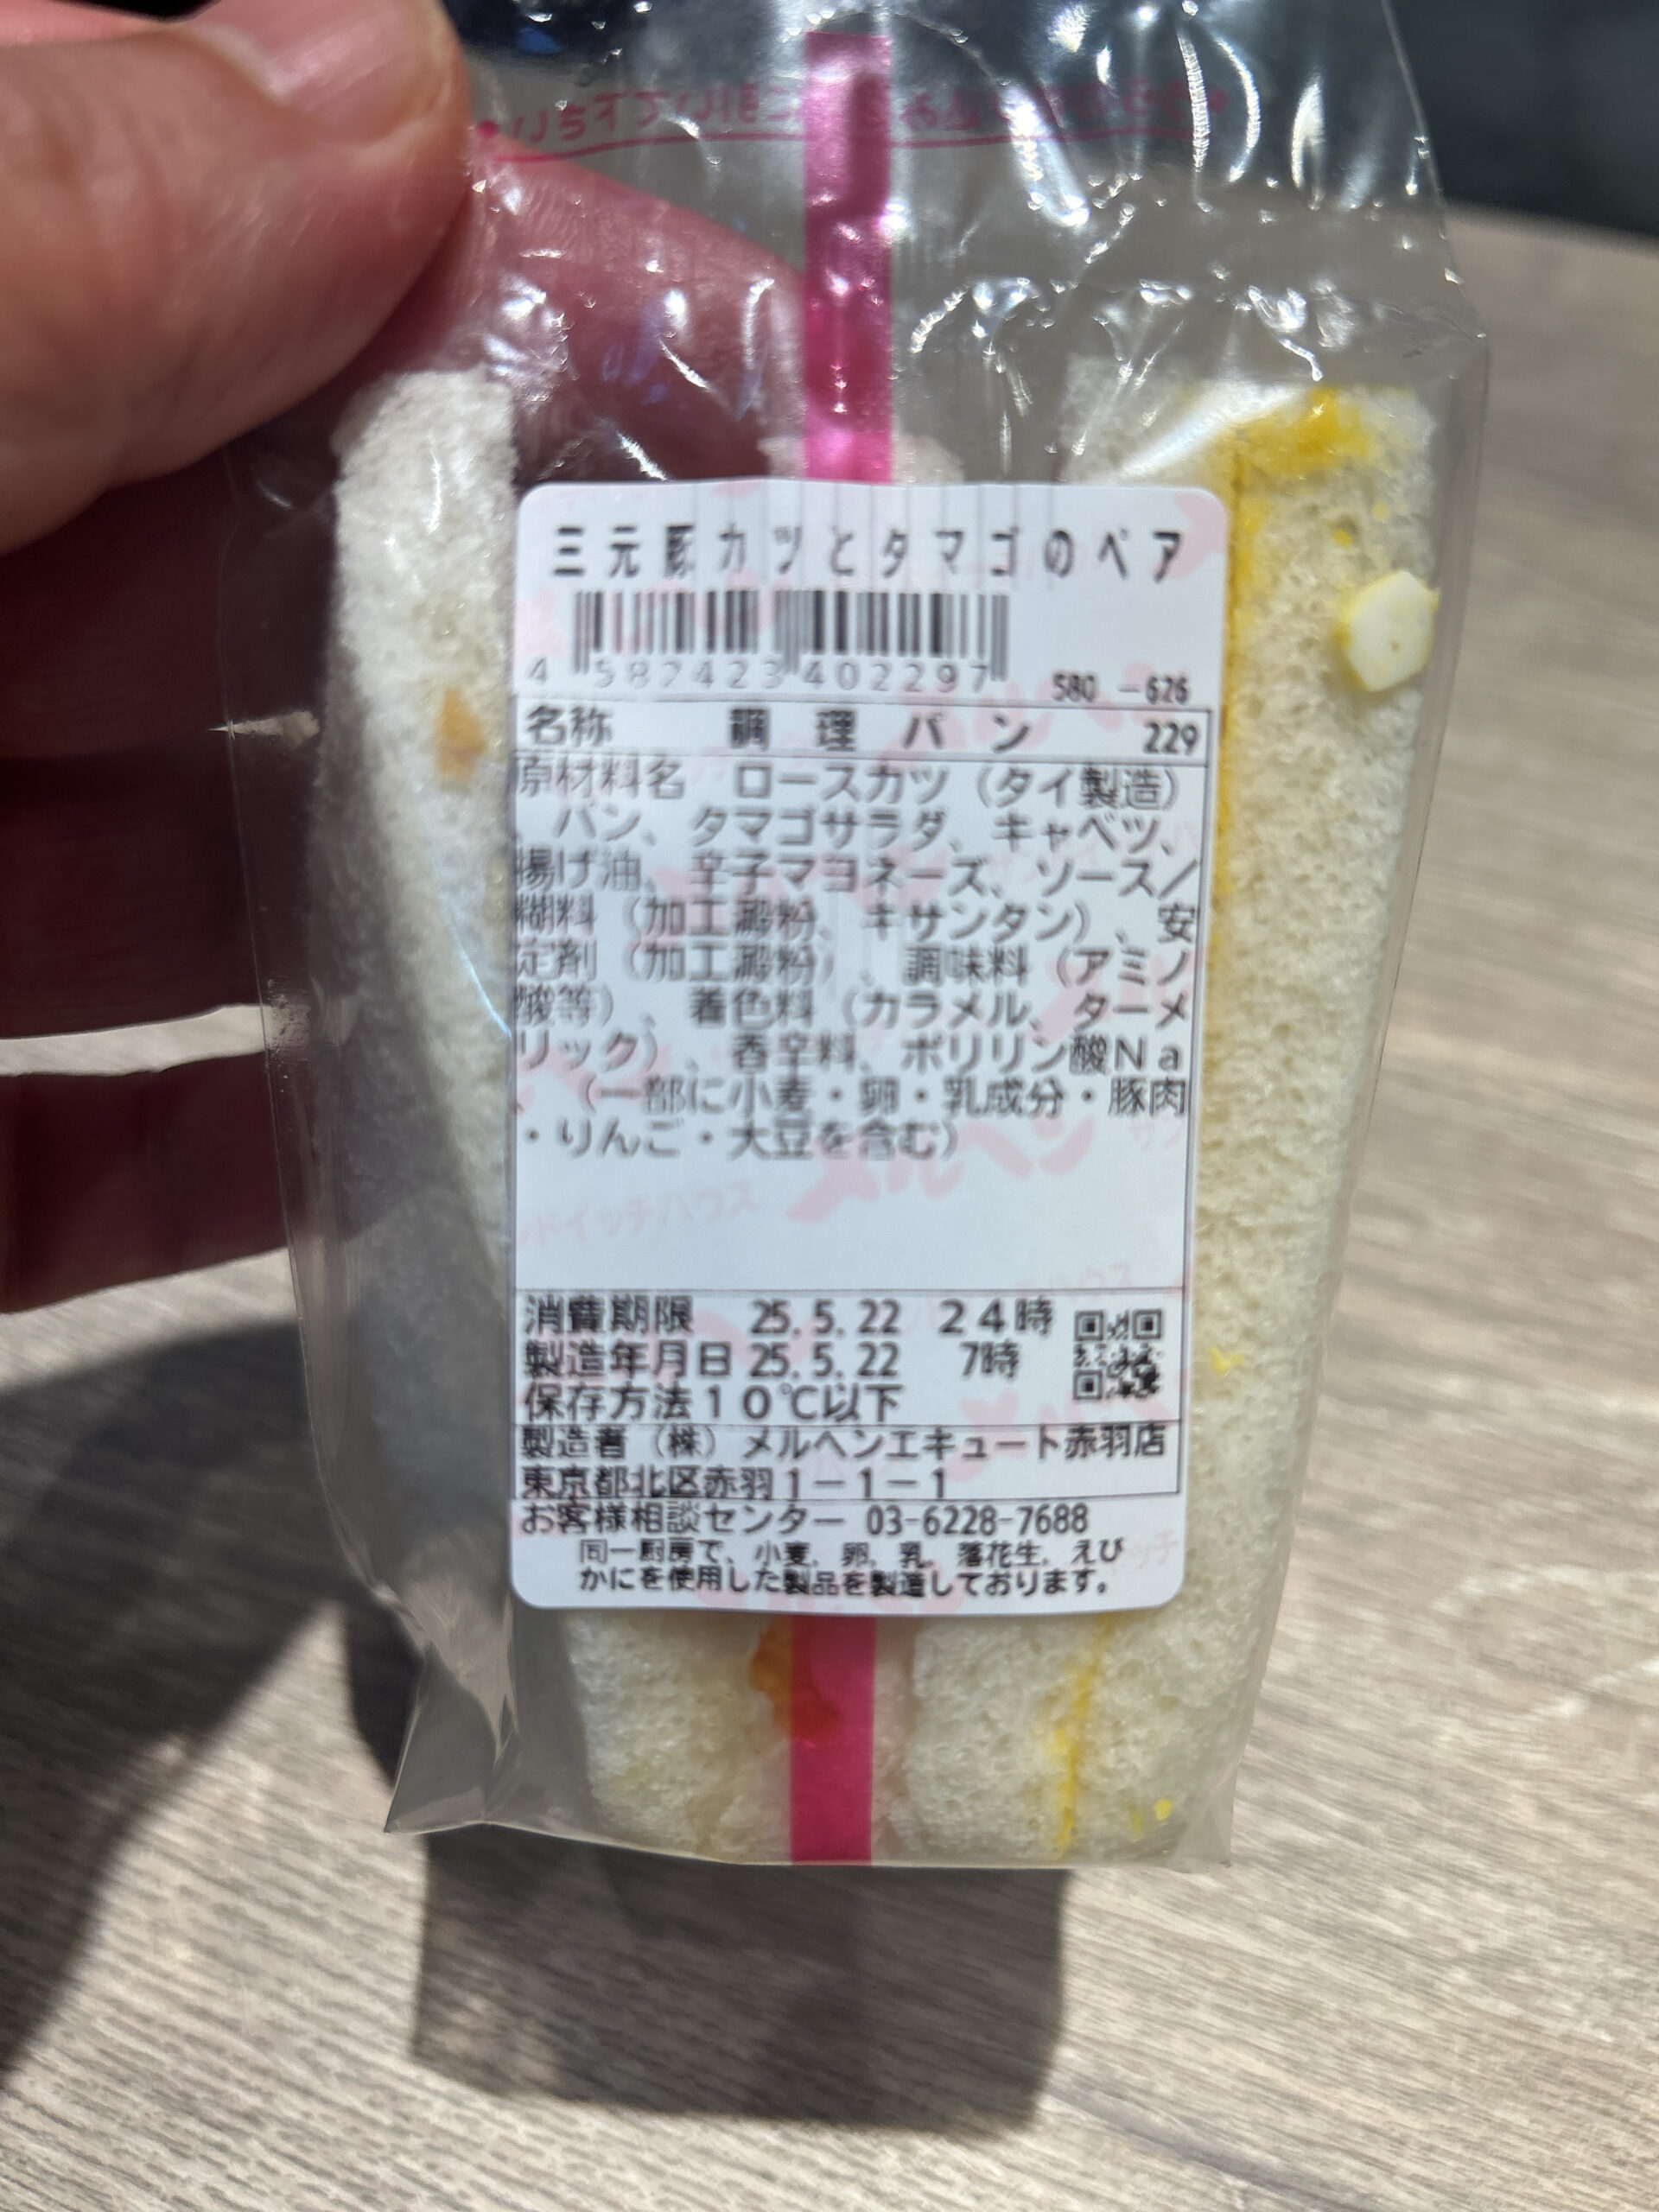 三元豚カツとタマゴのペア
4 582423 402297
580 -626
名称 調理パン 229
原材料名 ロースカツ（タイ製造）
、パン、タマゴサラダ、キャベツ、
揚げ油、辛子マヨネーズ、ソース／
糊料（加工澱粉、キサンタン）、安
定剤（加工澱粉）、調味料（アミノ
酸等）、着色料（カラメル、ターメ
リック）、香辛料、ポリリン酸Ｎａ
（一部に小麦・卵・乳成分・豚肉
・りんご・大豆を含む）
メルヘン
ドイッチハウス
消費期限 25.5.22 24時
製造年月日 25.5.22 7時
保存方法10℃以下
製造者（株）メルヘンエキュート赤羽店
東京都北区赤羽1－1－1
お客様相談センター 03-6228-7688
同一厨房で、小麦、卵、乳、落花生、えび
かにを使用した製品を製造しております。